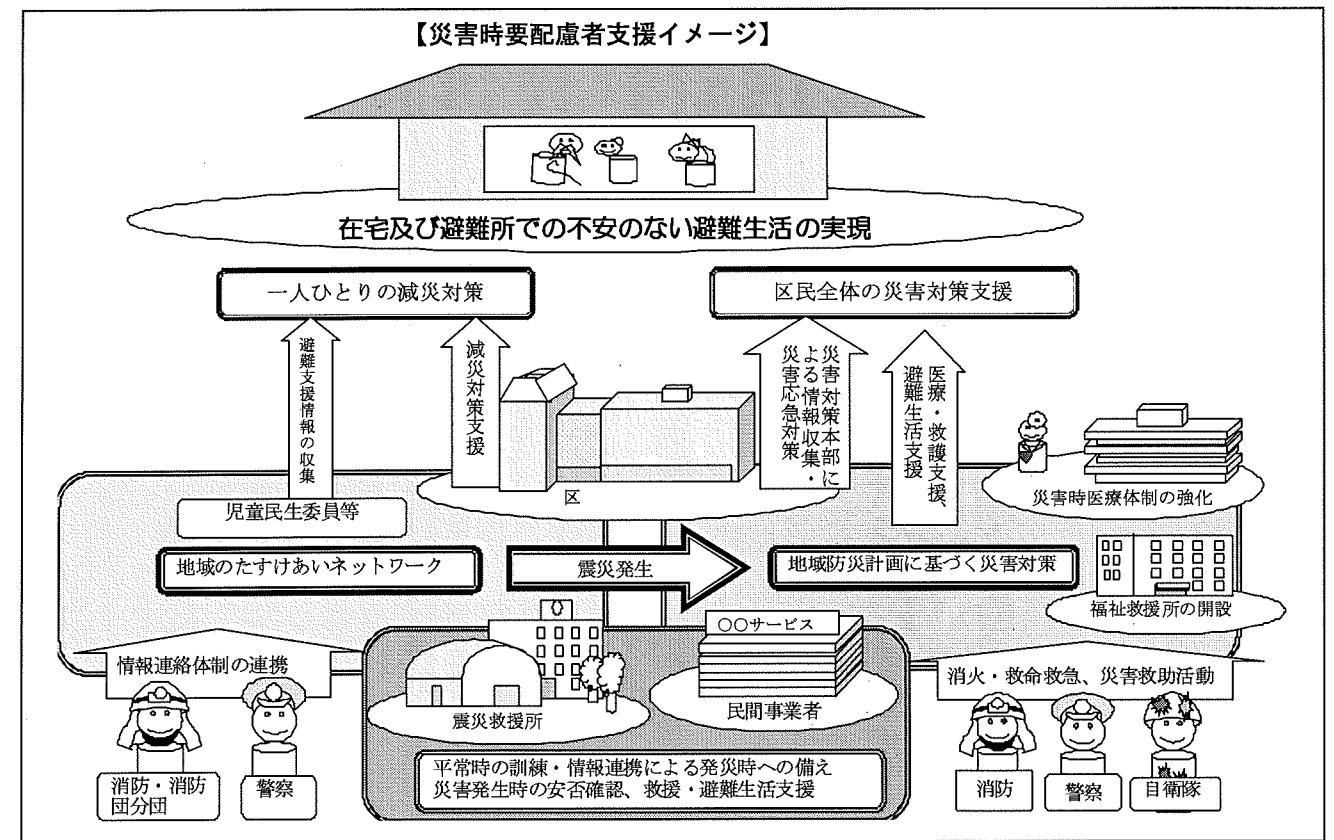 【災害時要配慮者支援イメージ】
在宅及び避難所での不安のない避難生活の実現
一人ひとりの減災対策
区民全体の災害対策支援
避難支援情報の収集
減災対策支援
災害対策本部に
よる情報収集・
災害応急対策
医療・救護支援、
避難生活支援
区
災害時医療体制の強化
児童民生委員等
地域のたすけあいネットワーク
震災発生
地域防災計画に基づく災害対策
福祉救援所の開設
〇〇サービス
情報連絡体制の連携
震災救援所
民間事業者
消火・救命救急、災害救助活動
平常時の訓練・情報連携による発災時への備え
災害発生時の安否確認、救援・避難生活支援
消防・消防
団分団
警察
消防
警察
自衛隊